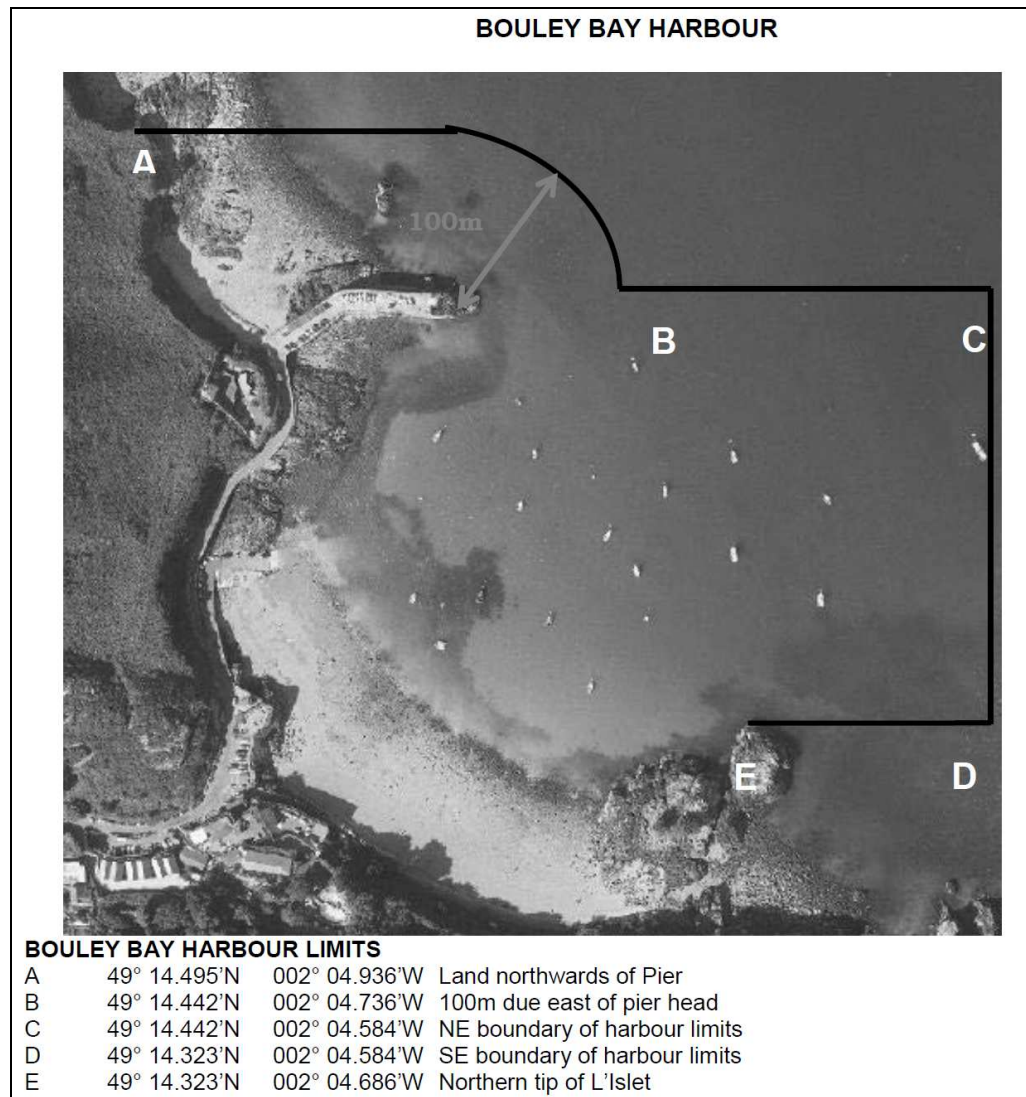 BOULEY BAY HARBOUR
A
100m
B
C
E
D
BOULEY BAY HARBOUR LIMITS
A 49° 14.495’N 002° 04.936’W Land northwards of Pier
B 49° 14.442’N 002° 04.736’W 100m due east of pier head
C 49° 14.442’N 002° 04.584’W NE boundary of harbour limits
D 49° 14.323’N 002° 04.584’W SE boundary of harbour limits
E 49° 14.323’N 002° 04.686’W Northern tip of L’Islet